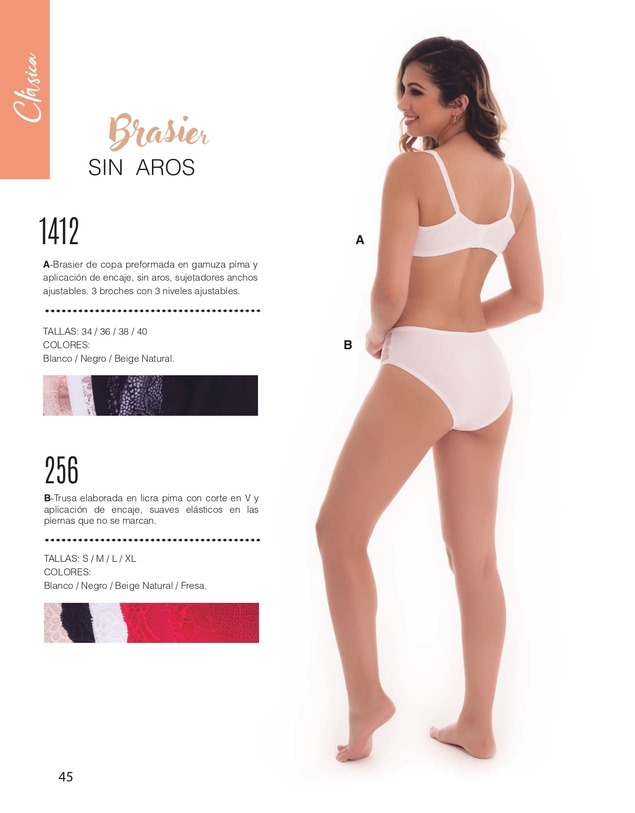 Clásica
Brasier
SIN AROS
1412
A-Brasier de copa preformada en gamuza pima y
aplicación de encaje, sin aros, sujetadores anchos
ajustables. 3 broches con 3 niveles ajustables.
TALLAS: 34 / 36 / 38 / 40
COLORES:
Blanco / Negro / Beige Natural.
A
B
256
B-Trusa elaborada en licra pima con corte en V y
aplicación de encaje, suaves elásticos en las
piernas que no se marcan.
TALLAS: S / M / L / XL
COLORES:
Blanco / Negro / Beige Natural / Fresa.
45